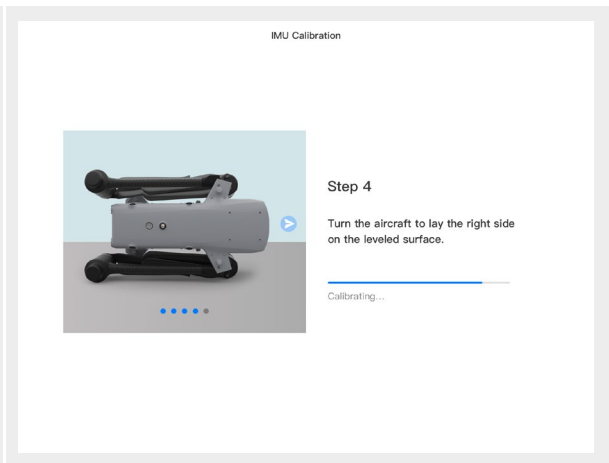 IMU Calibration
Step 4
Turn the aircraft to lay the right side
on the leveled surface.
Calibrating...